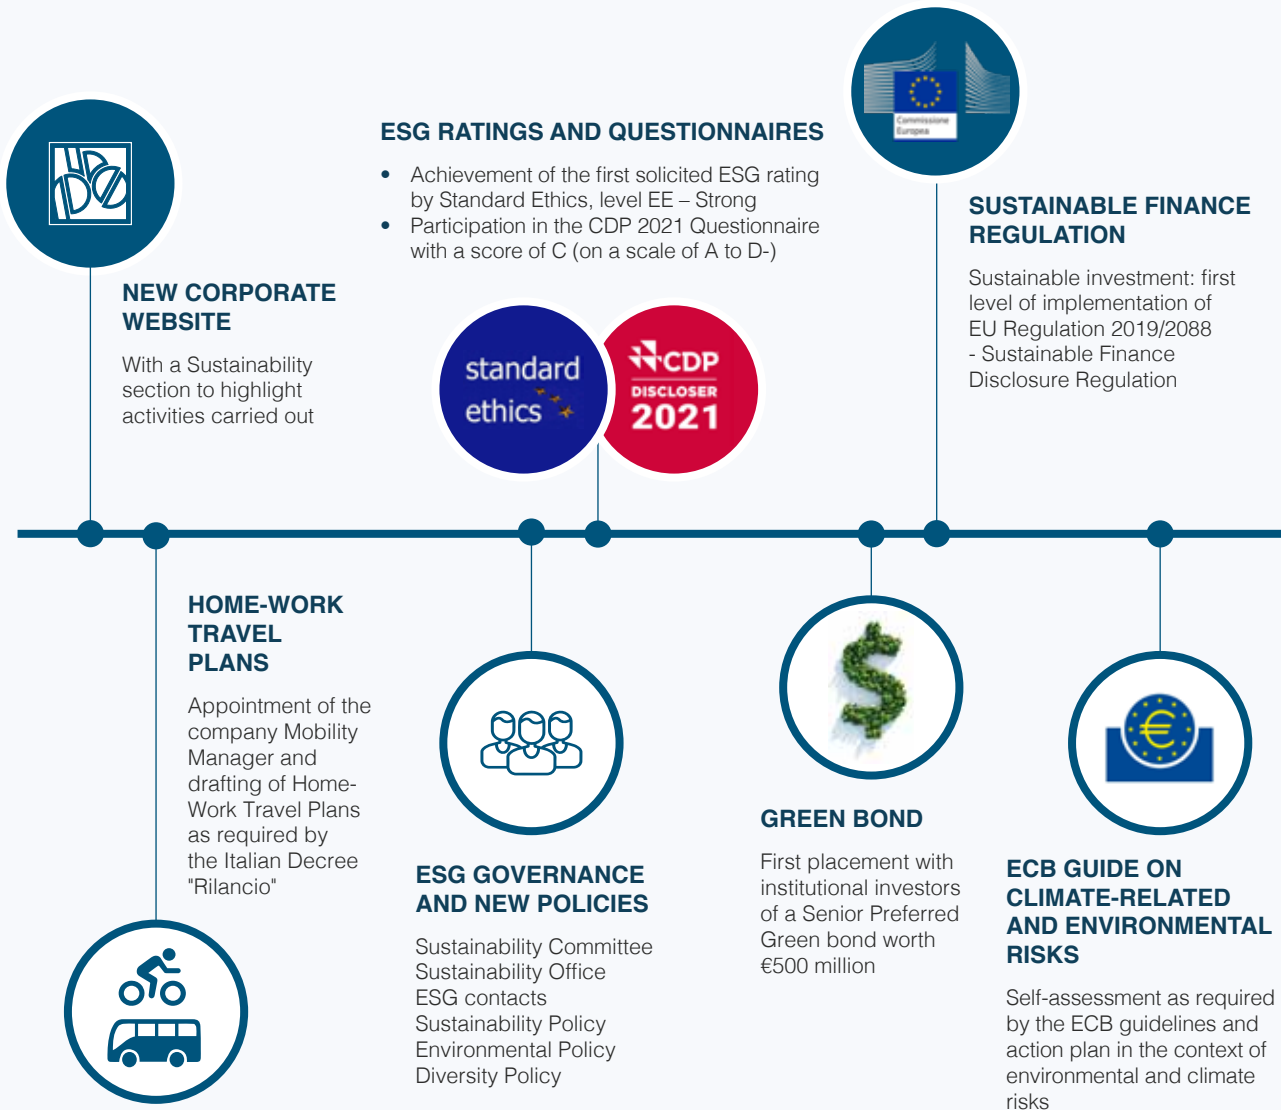 Commissione
Europea
ESG RATINGS AND QUESTIONNAIRES
• Achievement of the first solicited ESG rating
by Standard Ethics, level EE – Strong
• Participation in the CDP 2021 Questionnaire
with a score of C (on a scale of A to D-)
SUSTAINABLE FINANCE
REGULATION
Sustainable investment: first
level of implementation of
EU Regulation 2019/2088
- Sustainable Finance
Disclosure Regulation
NEW CORPORATE
WEBSITE
With a Sustainability
section to highlight
activities carried out
standard
ethics
CDP
DISCLOSER
2021
HOME-WORK
TRAVEL
PLANS
Appointment of the
company Mobility
Manager and
drafting of Home-
Work Travel Plans
as required by
the Italian Decree
"Rilancio"
ESG GOVERNANCE
AND NEW POLICIES
Sustainability Committee
Sustainability Office
ESG contacts
Sustainability Policy
Environmental Policy
Diversity Policy
GREEN BOND
First placement with
institutional investors
of a Senior Preferred
Green bond worth
€500 million
ECB GUIDE ON
CLIMATE-RELATED
AND ENVIRONMENTAL
RISKS
Self-assessment as required
by the ECB guidelines and
action plan in the context of
environmental and climate
risks